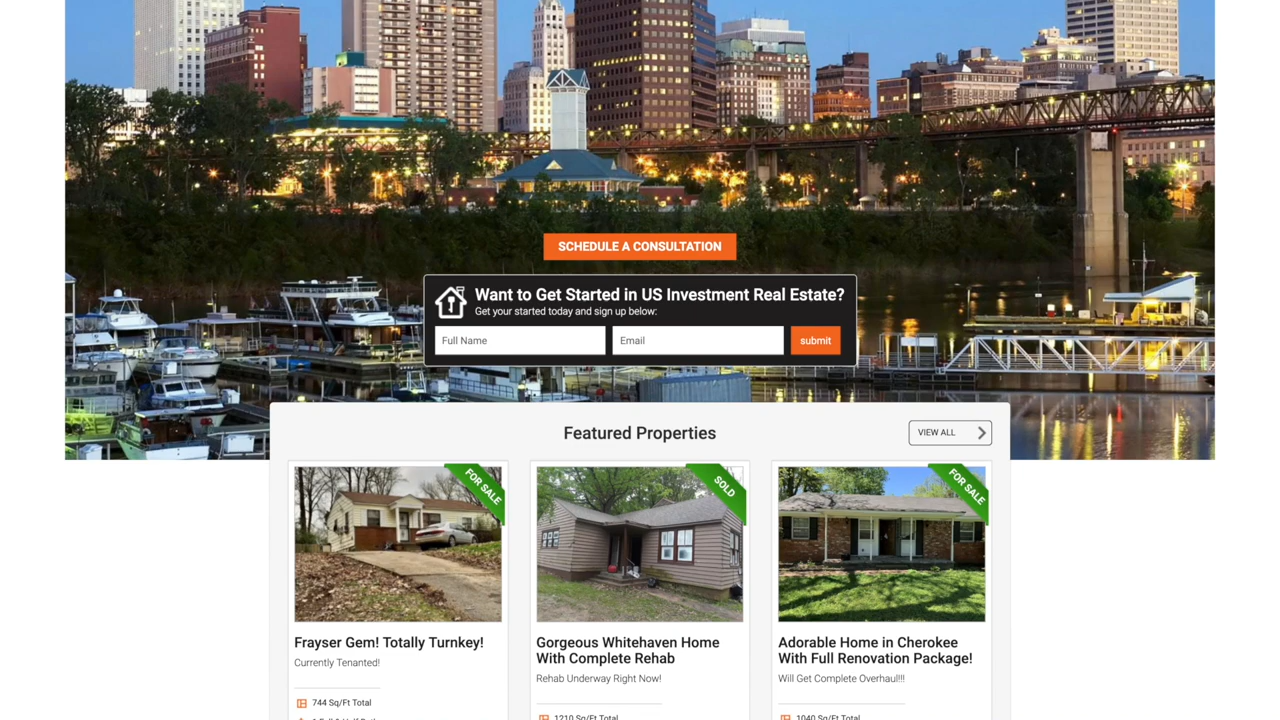 SCHEDULE A CONSULTATION
Want to Get Started in US Investment Real Estate?
Get your started today and sign up below:
Full Name
Email
submit
Featured Properties
VIEW ALL
FOR SALE
SOLD
FOR SALE
Frayser Gem! Totally Turnkey!
Currently Tenanted!
744 Sq/Ft Total
Gorgeous Whitehaven Home
With Complete Rehab
Rehab Underway Right Now!
1210 Sq/Ft Total
Adorable Home in Cherokee
With Full Renovation Package!
Will Get Complete Overhaul!!!
1040 Sq/Ft Total